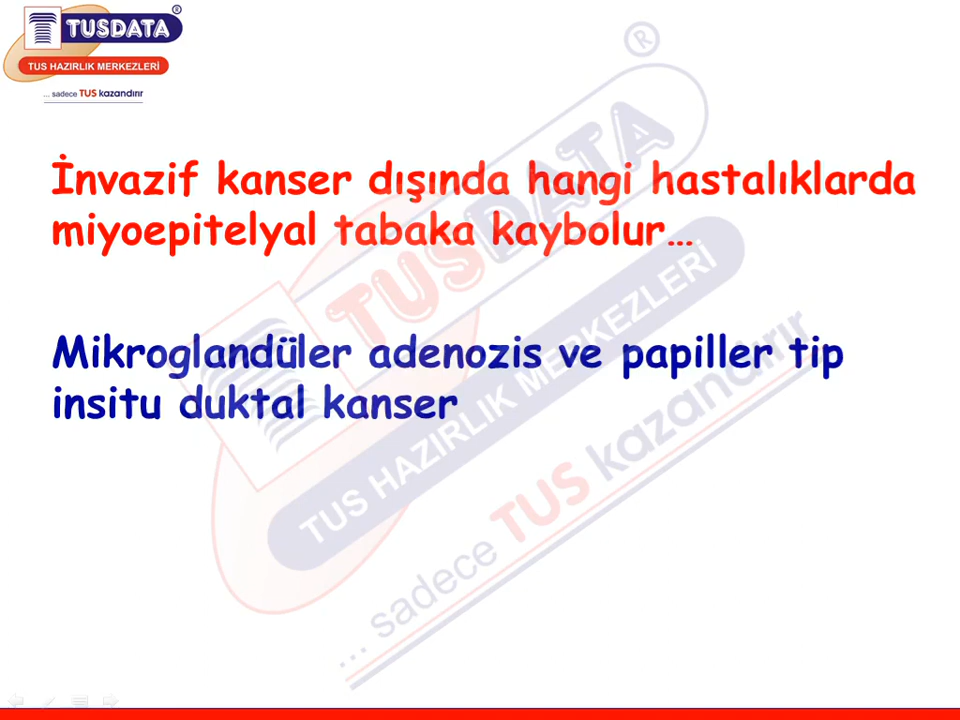 TUSDATA®
TUS HAZIRLIK MERKEZLERİ
... sadece TUS kazandırır
İnvazif kanser dışında hangi hastalıklarda
miyoepitelyal tabaka kaybolur…
Mikroglandüler adenozis ve papiller tip
insitu duktal kanser
TUSDATA®
TUS HAZIRLIK MERKEZLERİ
... sadece TUS kazandırır